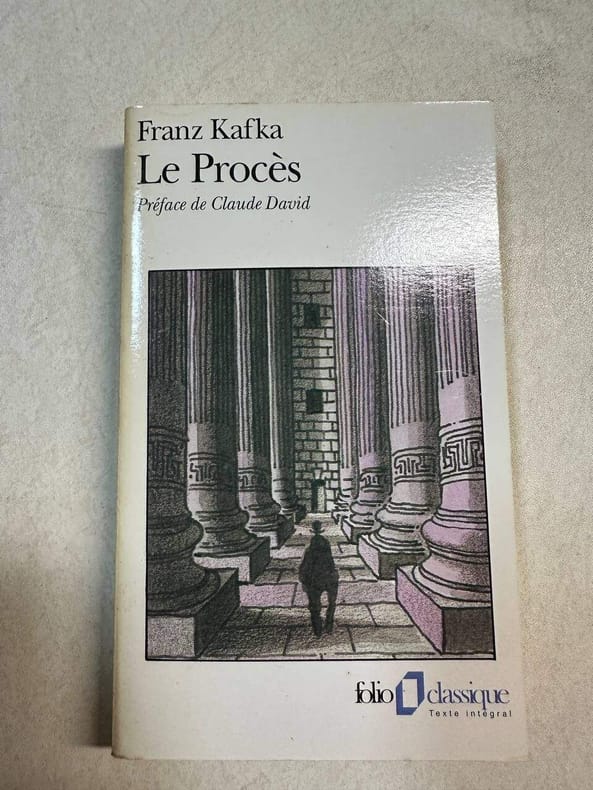 Franz Kafka
Le Procès
Préface de Claude David
folio classique
Texte intégral